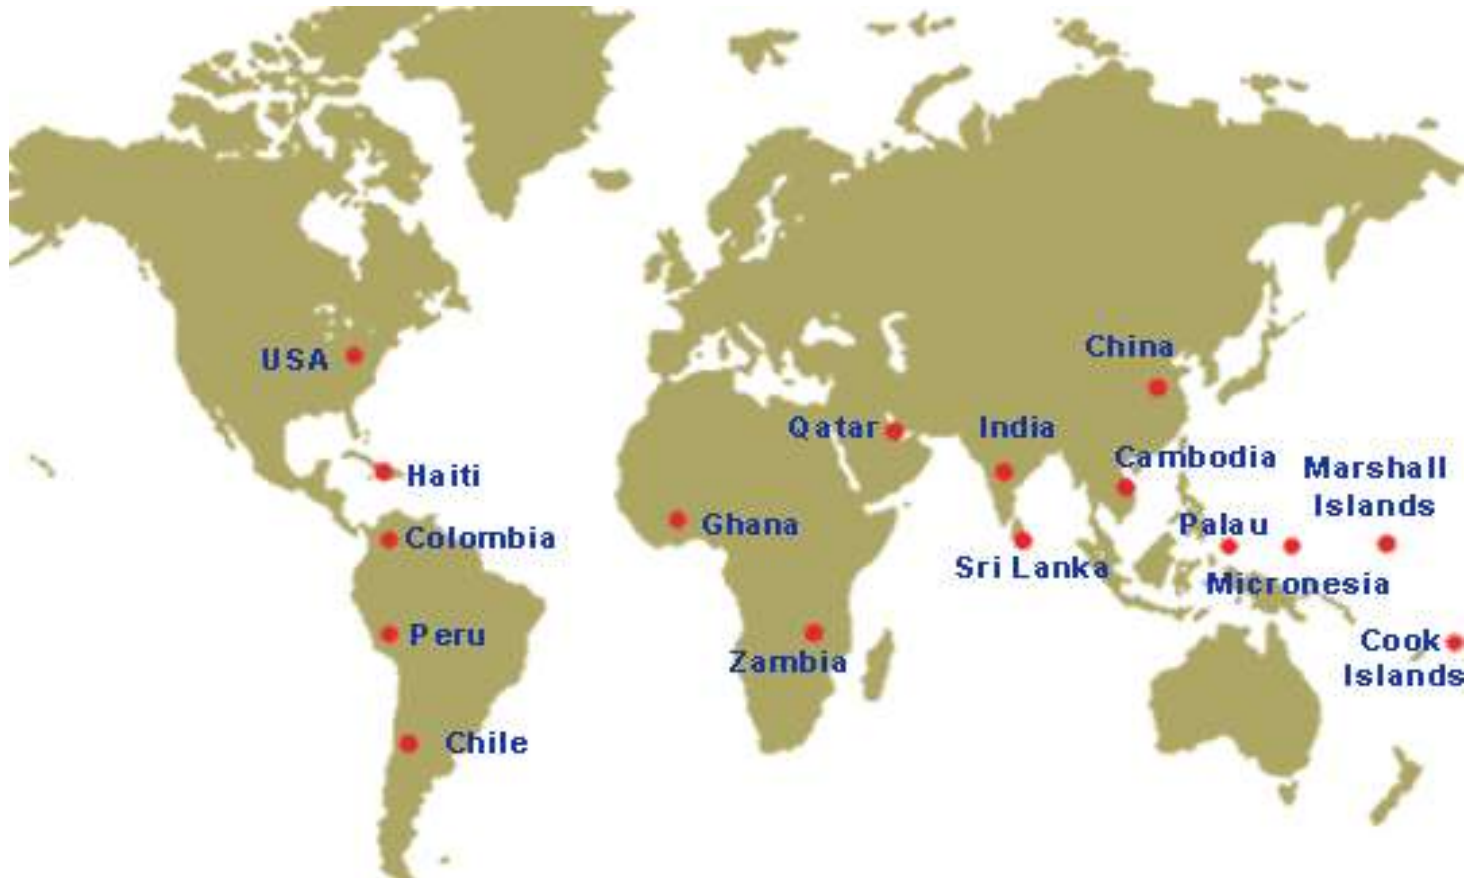 China
USA
Qatar
India
Cambodia
Marshall
Islands
Haiti
Ghana
Palau
Colombia
Sri Lanka
Micronesia
Peru
Zambia
Cook
Islands
Chile